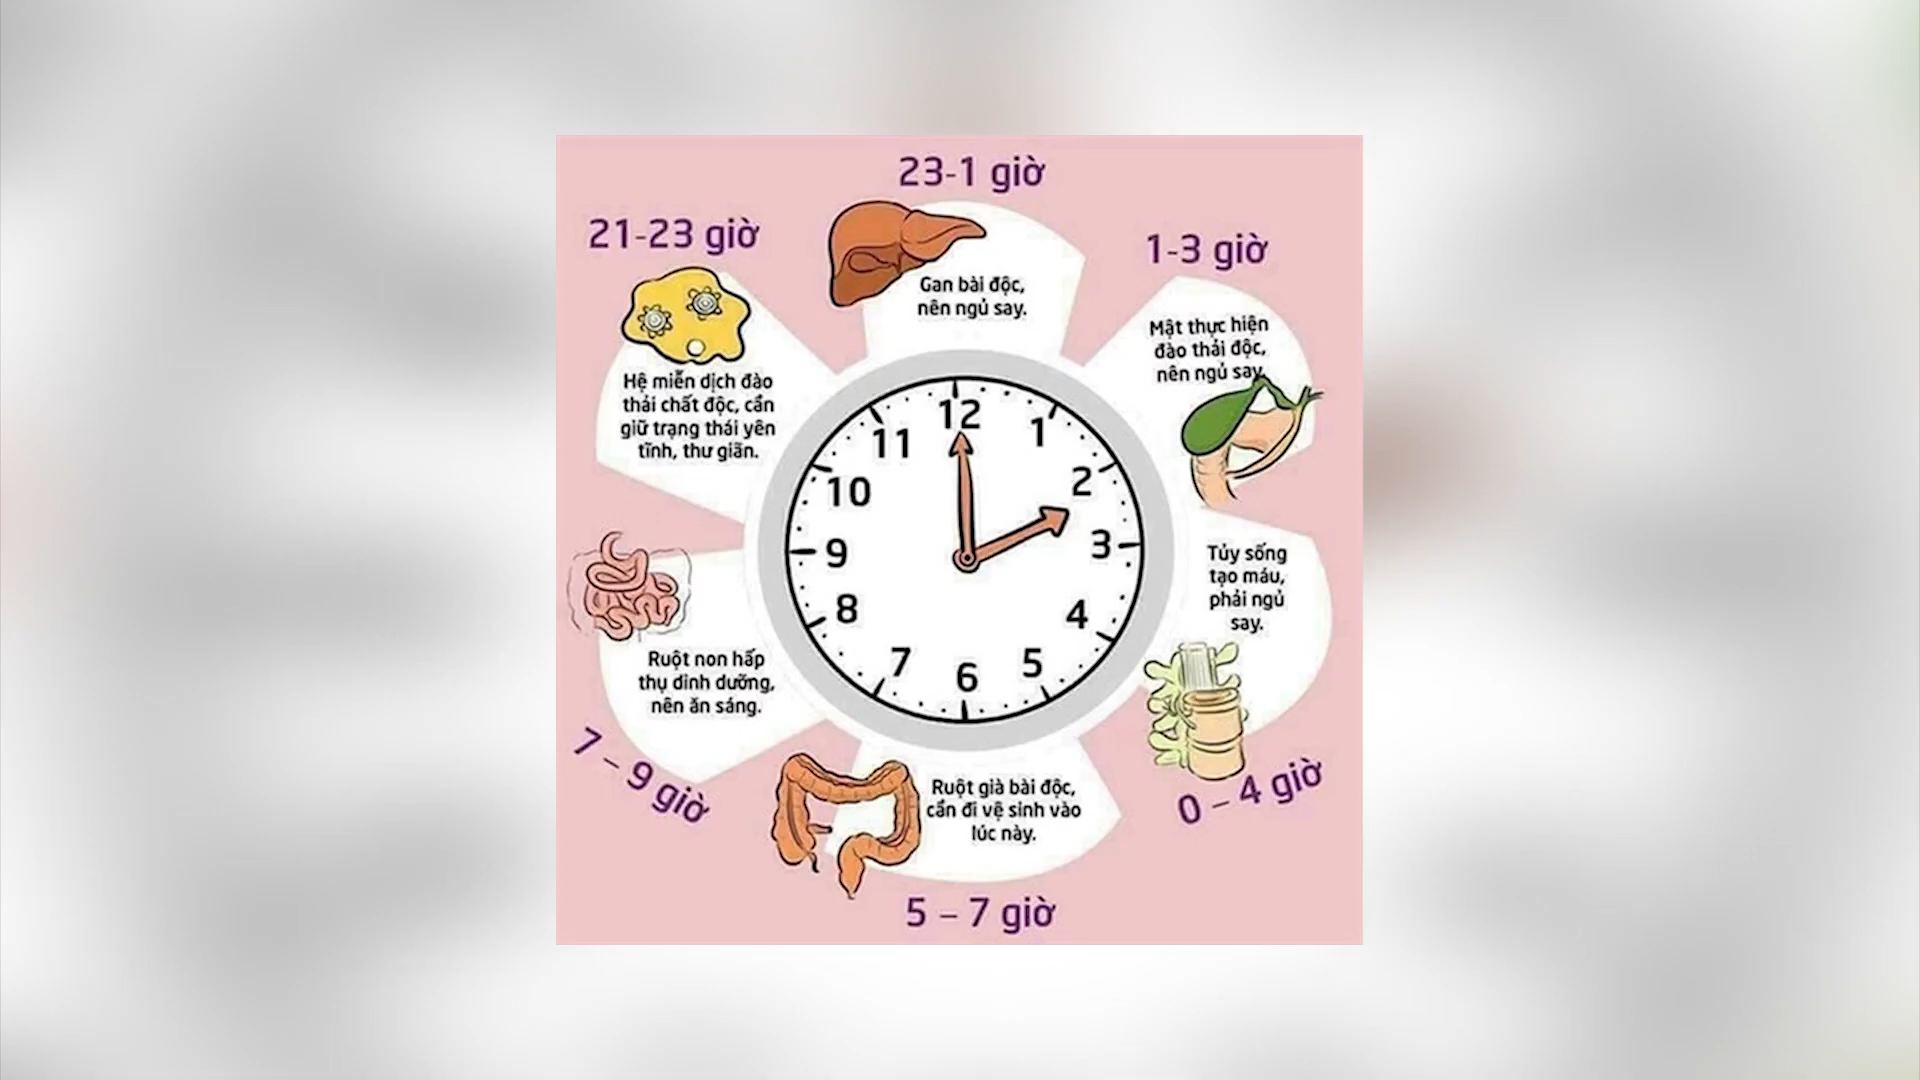 23-1 giờ
Gan bài độc,
nên ngủ say.
1-3 giờ
Mật thực hiện
đào thải độc,
nên ngủ say.
Tủy sống
tạo máu,
phải ngủ
say.
0 – 4 giờ
Ruột già bài độc,
cần đi vệ sinh vào
lúc này.
5 – 7 giờ
Ruột non hấp
thụ dinh dưỡng,
nên ăn sáng.
7 – 9 giờ
21-23 giờ
Hệ miễn dịch đào
thải chất độc, cần
giữ trạng thái yên
tĩnh, thư giãn.
12
1
2
3
4
5
6
7
8
9
10
11